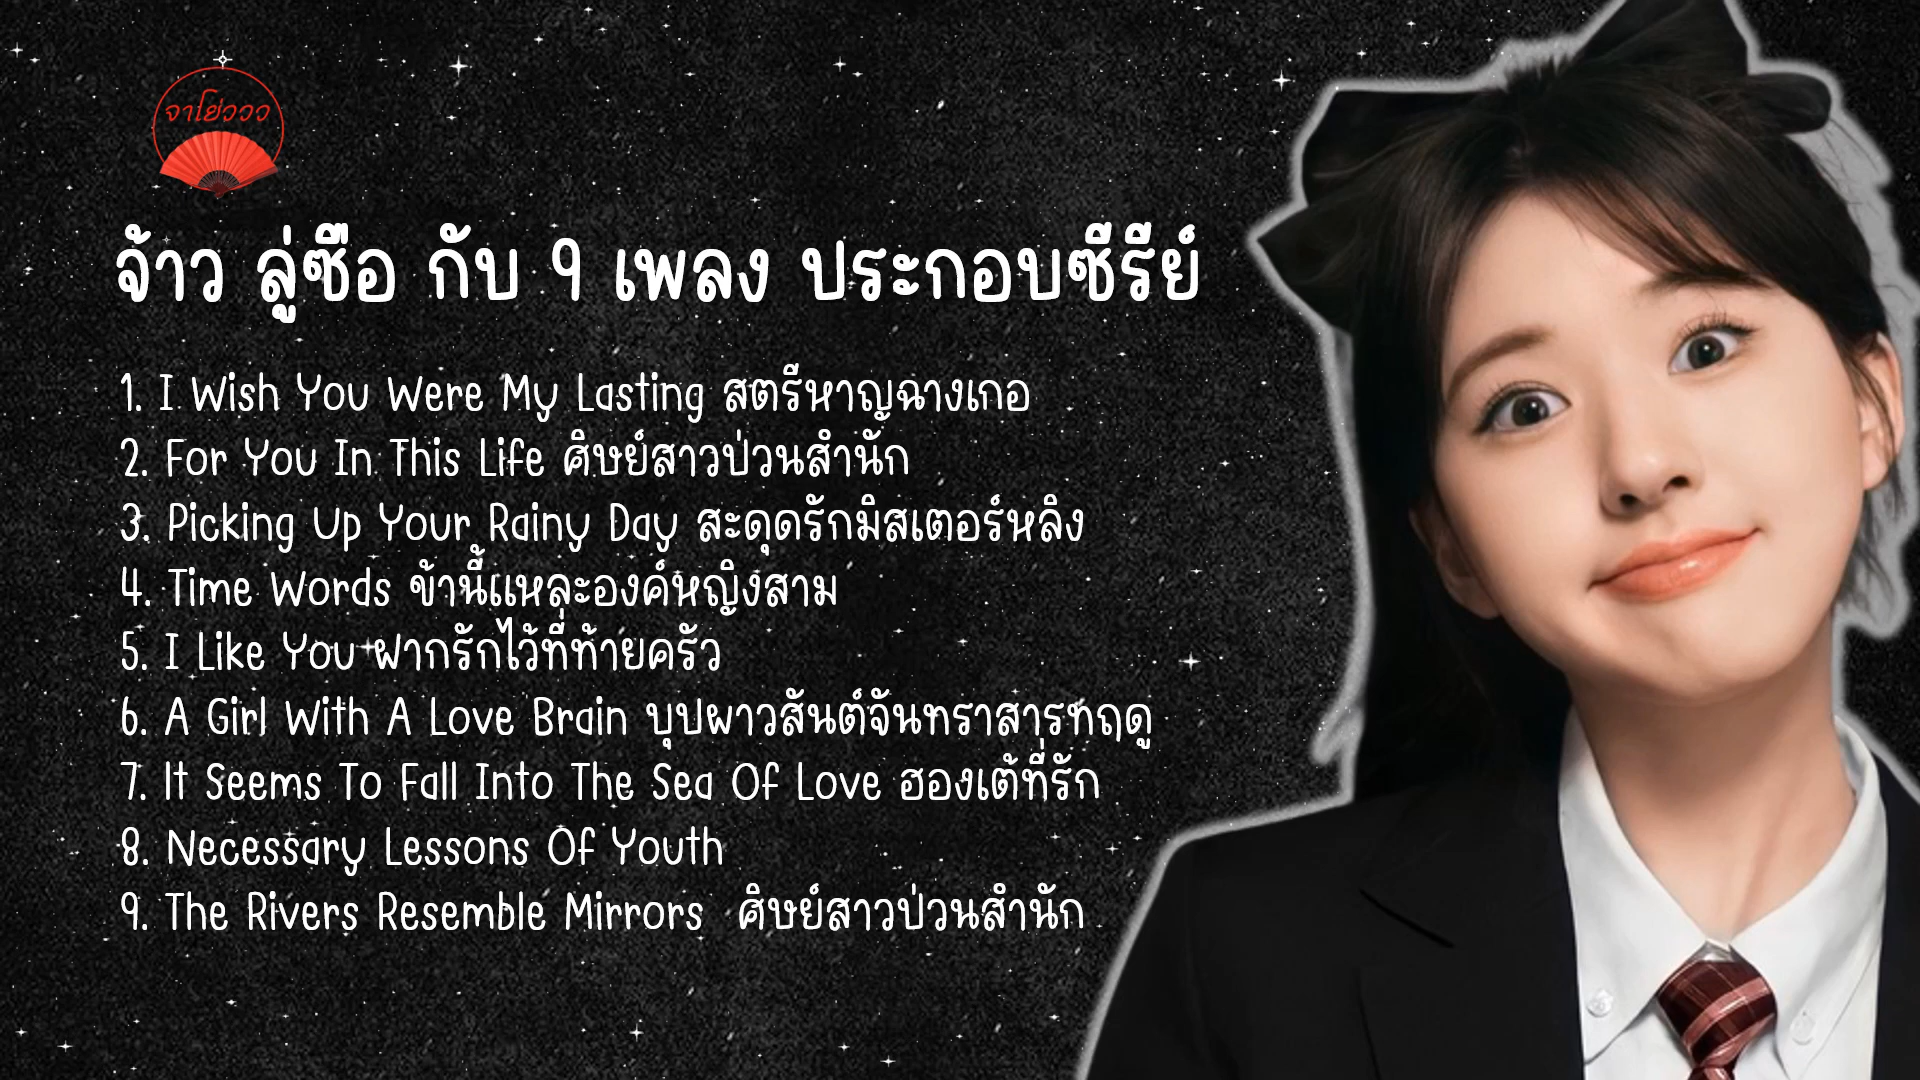 จาโย่ววว
จ้าว ลู่ซือ กับ 9 เพลง ประกอบซีรีย์
1. I Wish You Were My Lasting สตรีหาญฉางเกอ
2. For You In This Life ศิษย์สาวป่วนสำนัก
3. Picking Up Your Rainy Day สะดุดรักมิสเตอร์หลิง
4. Time Words ข้านี้แหละองค์หญิงสาม
5. I Like You ฝากรักไว้ที่ท้ายครัว
6. A Girl With A Love Brain บุปผาวสันต์จันทราสารทฤดู
7. It Seems To Fall Into The Sea Of Love ฮองเต้ที่รัก
8. Necessary Lessons Of Youth
9. The Rivers Resemble Mirrors ศิษย์สาวป่วนสำนัก